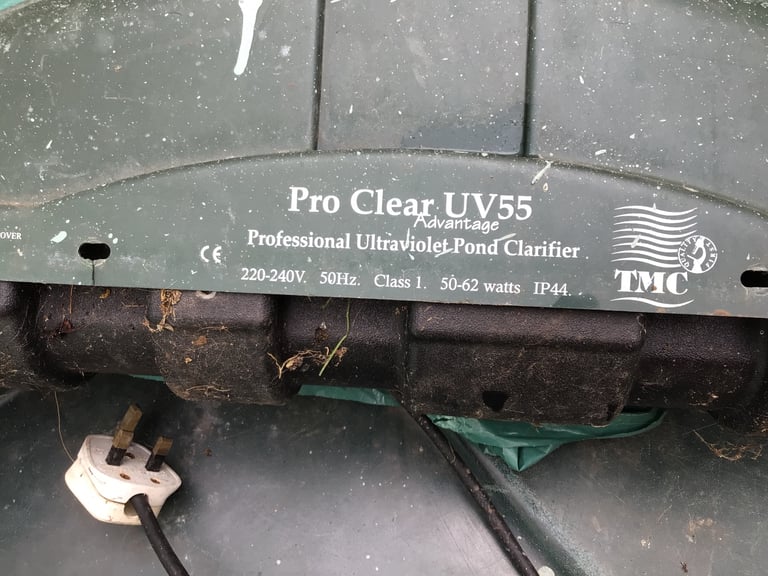 Pro Clear UV55
Advantage
OVER
Professional Ultraviolet Pond Clarifier
CE
220-240V. 50Hz. Class 1. 50-62 watts IP44.
TMC